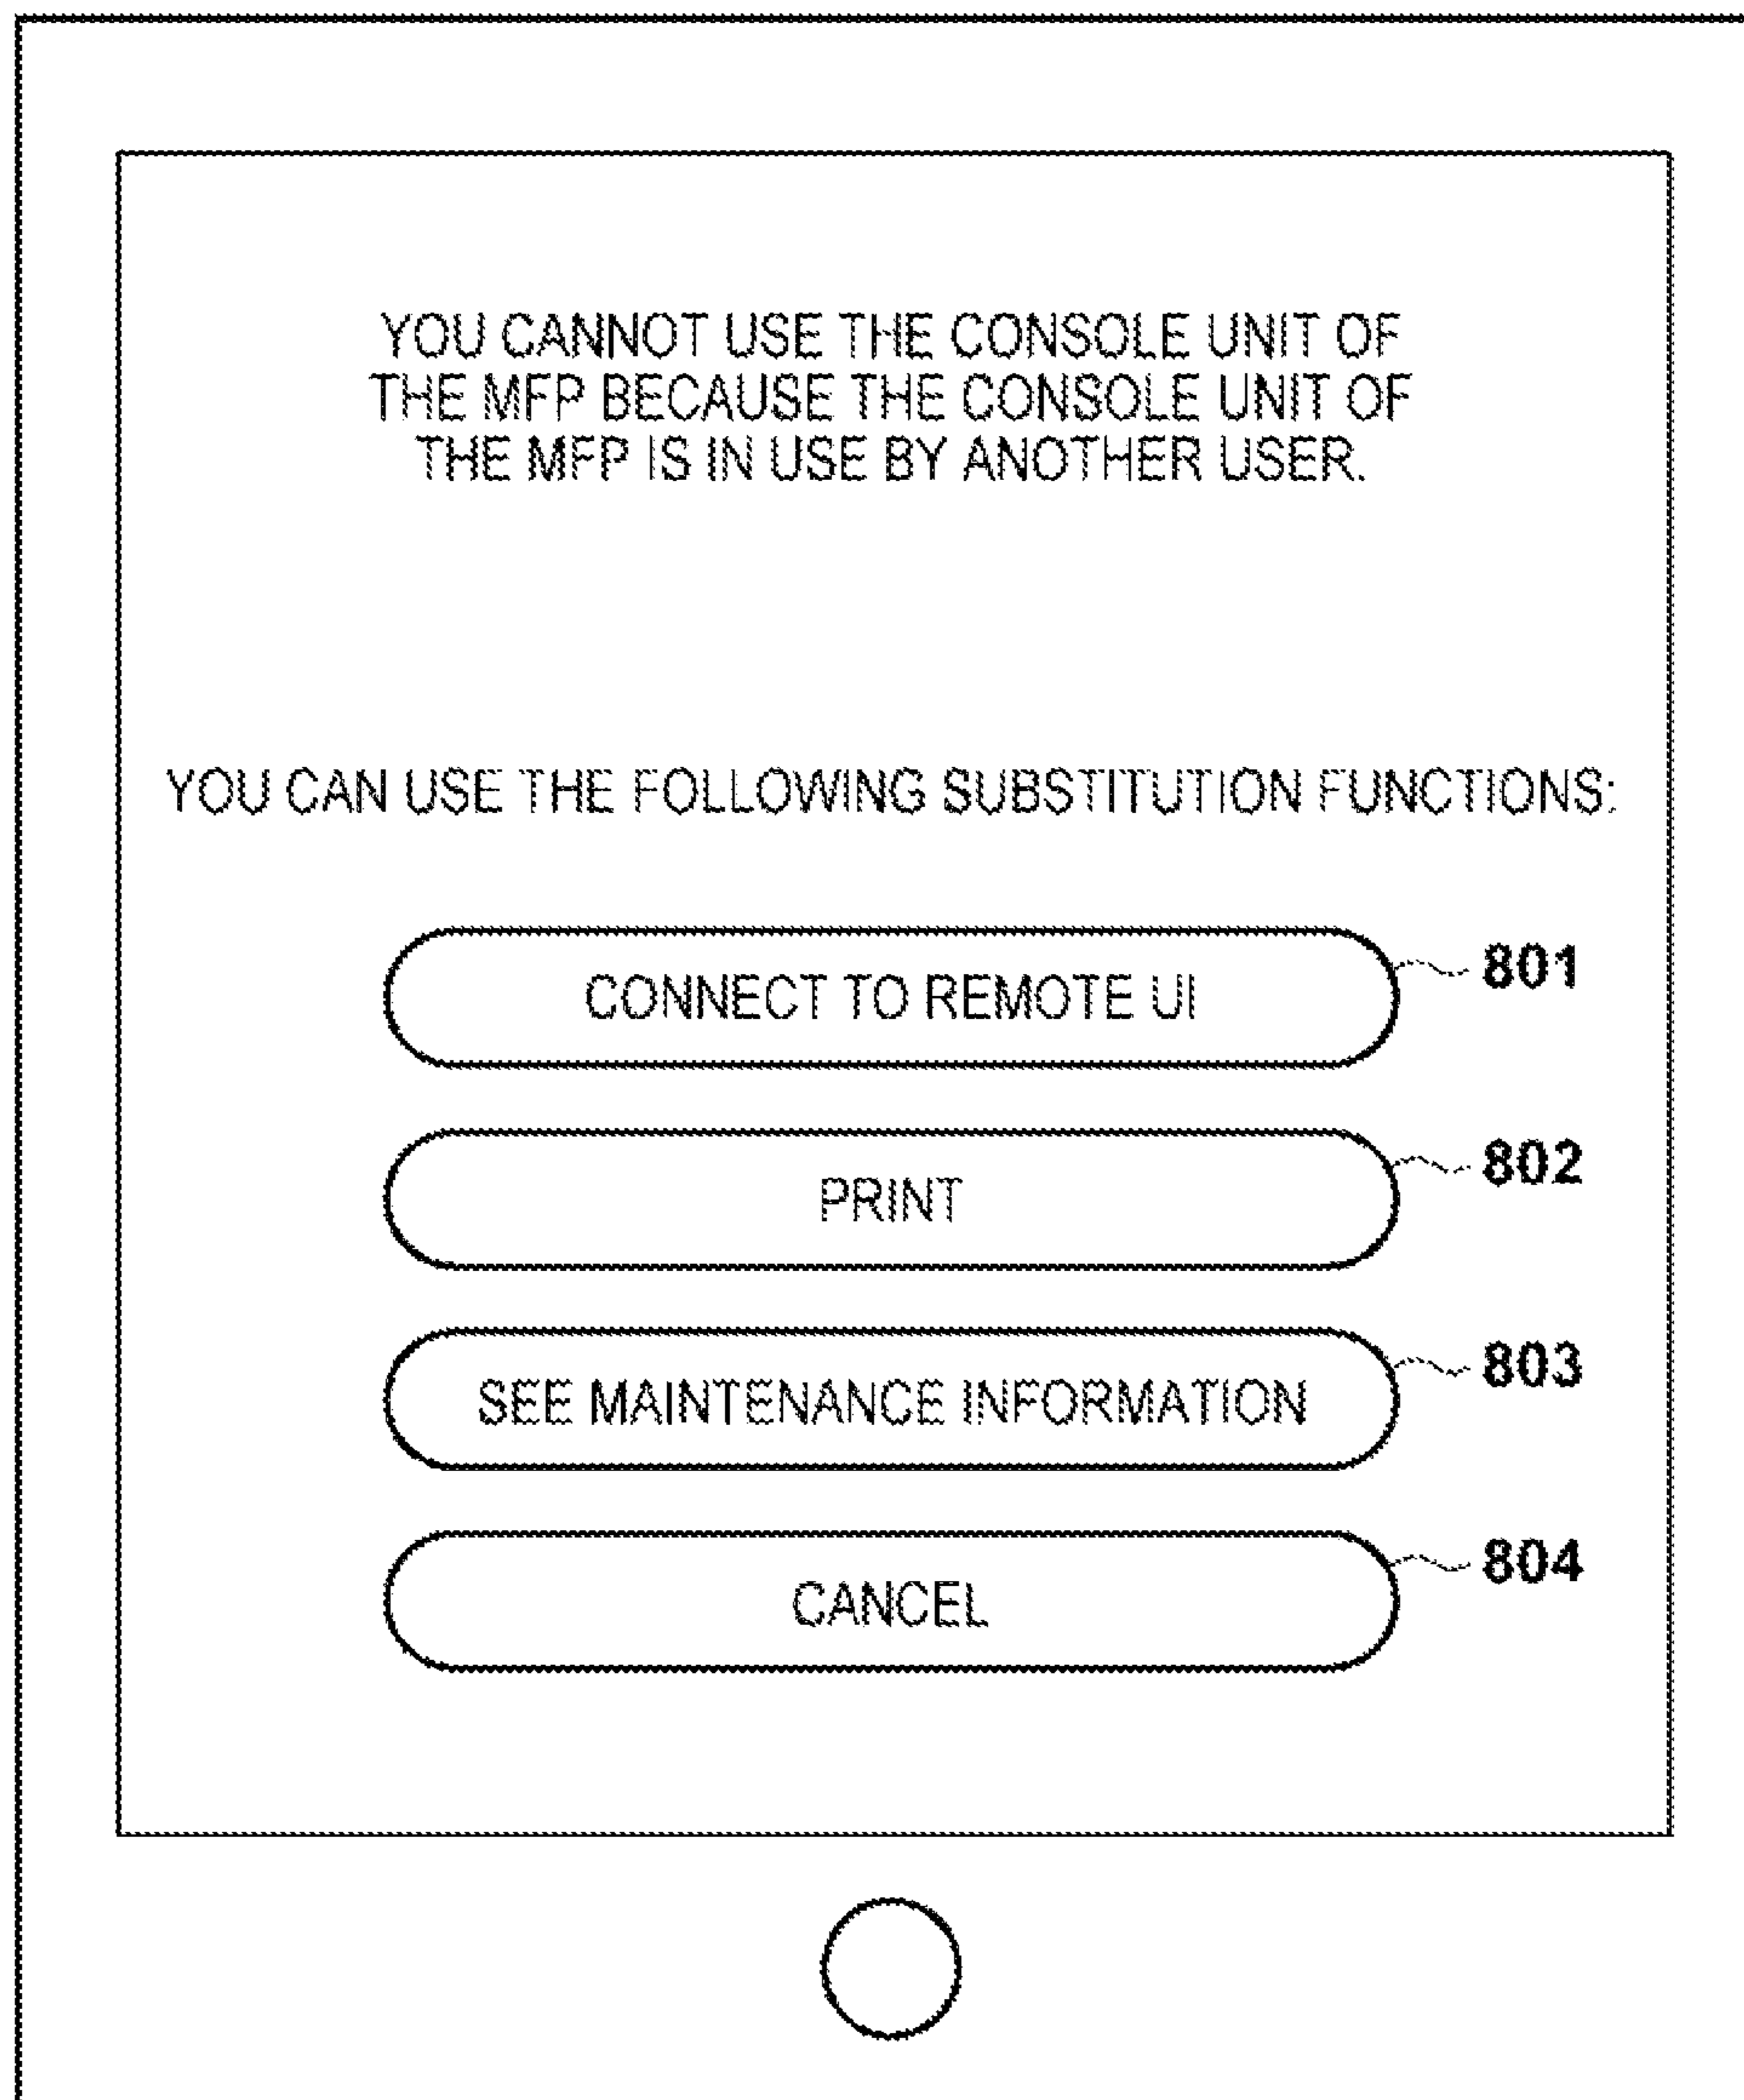 YOU CANNOT USE THE CONSOLE UNIT OF
THE MFP BECAUSE THE CONSOLE UNIT OF
THE MFP IS IN USE BY ANOTHER USER.
YOU CAN USE THE FOLLOWING SUBSTITUTION FUNCTIONS:
CONNECT TO REMOTE UI 801
PRINT 802
SEE MAINTENANCE INFORMATION 803
CANCEL 804